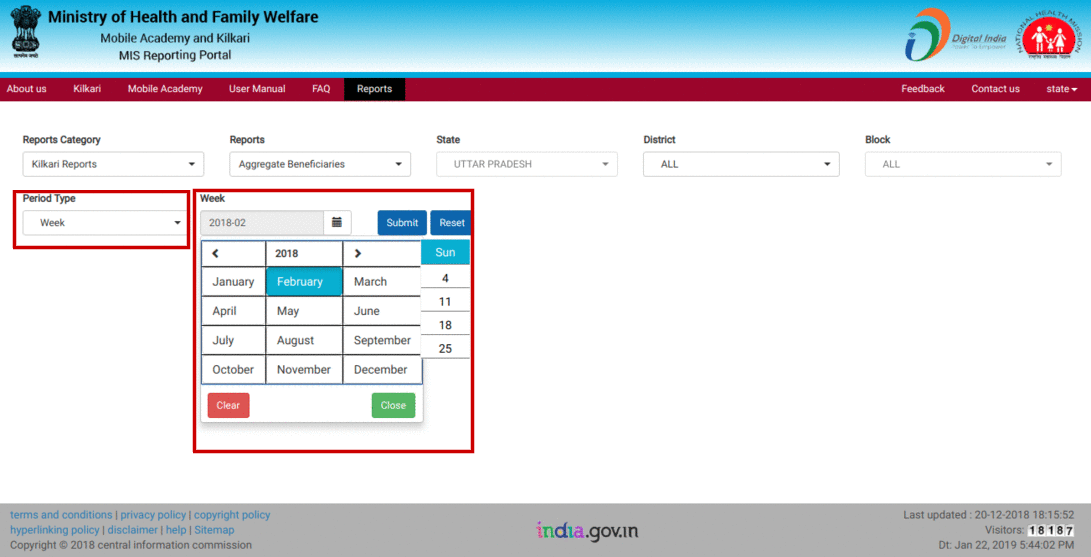 Ministry of Health and Family Welfare
Mobile Academy and Kilkari
MIS Reporting Portal
Digital India
Power To Empower
NATIONAL HEALTH MISSION
About us Kilkari Mobile Academy User Manual FAQ Reports Feedback Contact us state
Reports Category Reports State District Block
Kilkari Reports Aggregate Beneficiaries UTTAR PRADESH ALL ALL
Period Type Week
Week 2018-02 Submit Reset
2018 Sun
January February March 4
April May June 11
July August September 18
October November December 25
Clear Close
terms and conditions | privacy policy | copyright policy
hyperlinking policy | disclaimer | help | Sitemap
Copyright © 2018 central information commission
india.gov.in
Last updated : 20-12-2018 18:15:52
Visitors: 18187
Dt: Jan 22, 2019 5:44:02 PM